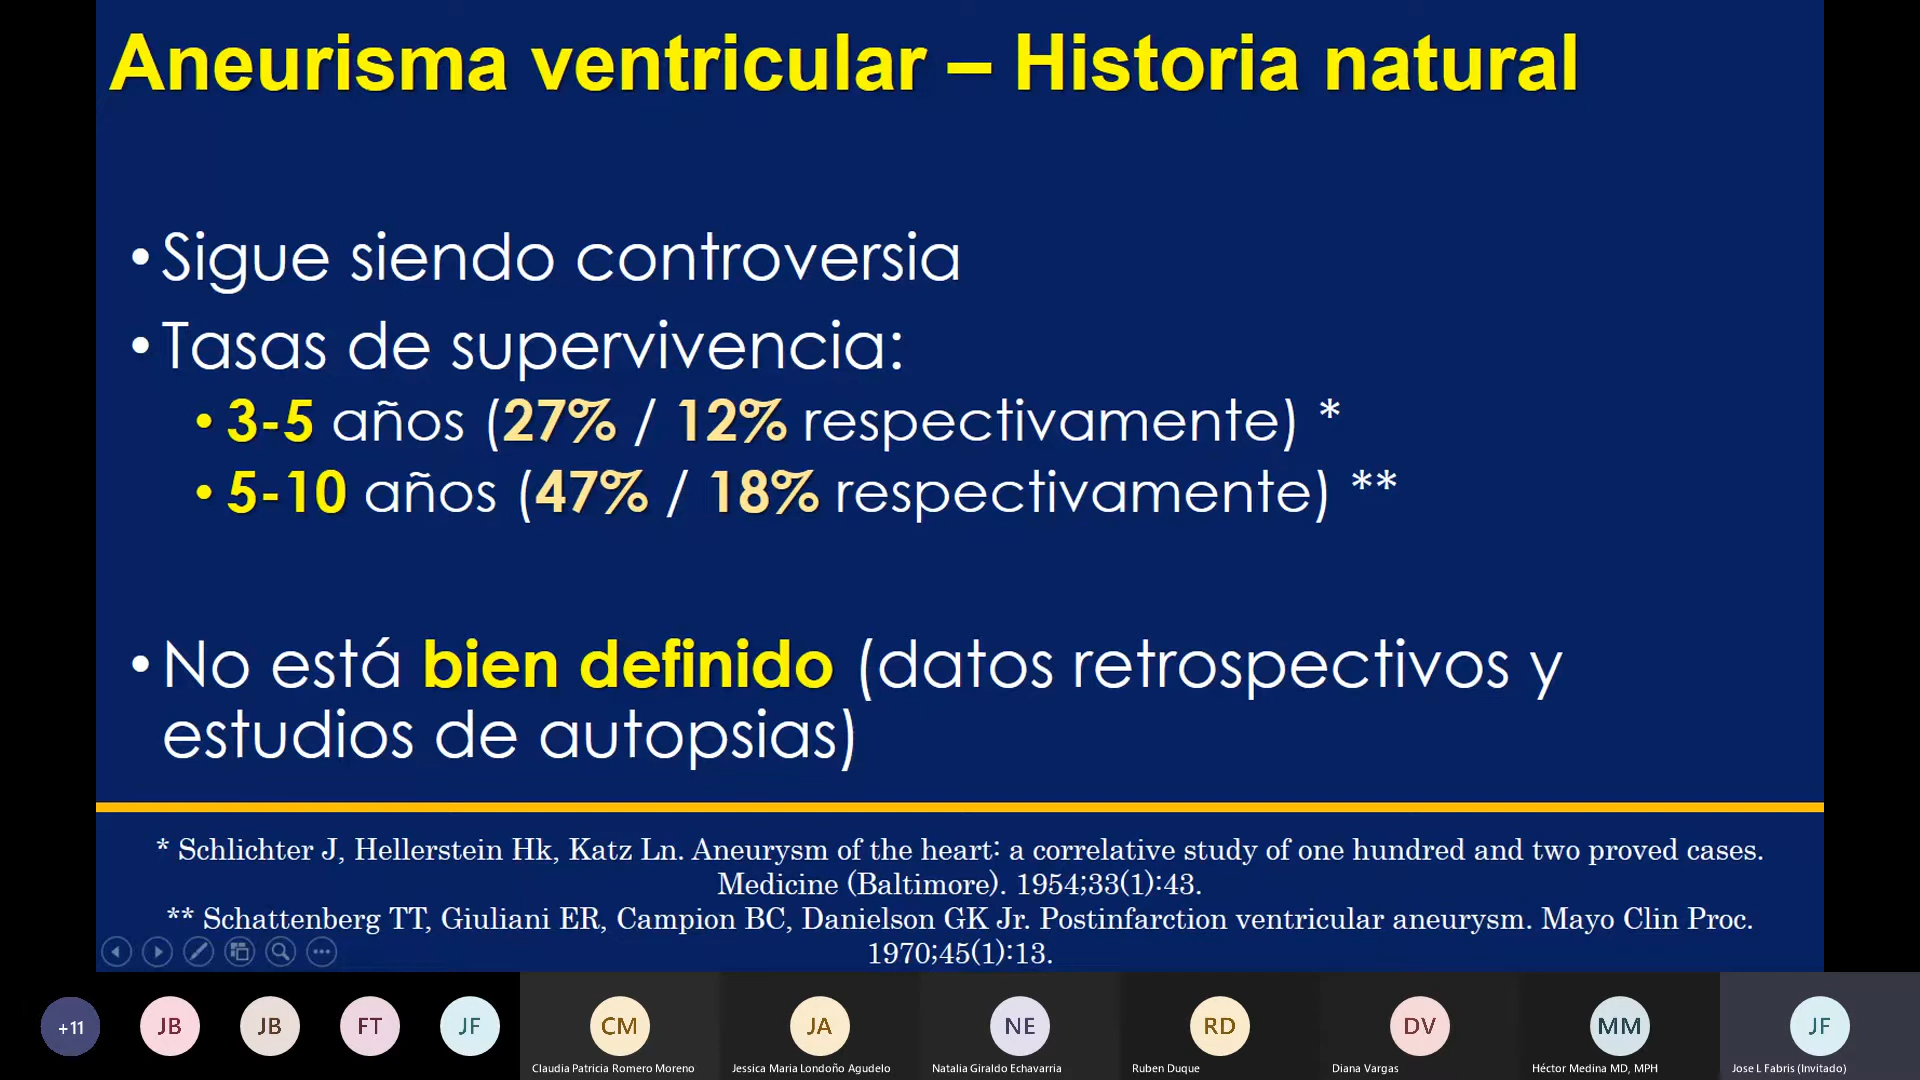 Aneurisma ventricular – Historia natural
•Sigue siendo controversia
•Tasas de supervivencia:
•3-5 años (27% / 12% respectivamente) *
•5-10 años (47% / 18% respectivamente) **
•No está bien definido (datos retrospectivos y
estudios de autopsias)
* Schlichter J, Hellerstein Hk, Katz Ln. Aneurysm of the heart: a correlative study of one hundred and two proved cases.
Medicine (Baltimore). 1954;33(1):43.
** Schattenberg TT, Giuliani ER, Campion BC, Danielson GK Jr. Postinfarction ventricular aneurysm. Mayo Clin Proc.
1970;45(1):13.
+11 JB JB FT JF CM JA NE RD DV MM JF
Claudia Patricia Romero Moreno Jessica Maria Londoño Agudelo Natalia Giraldo Echavarria Ruben Duque Diana Vargas Héctor Medina MD, MPH Jose L Fabris (Invitado)